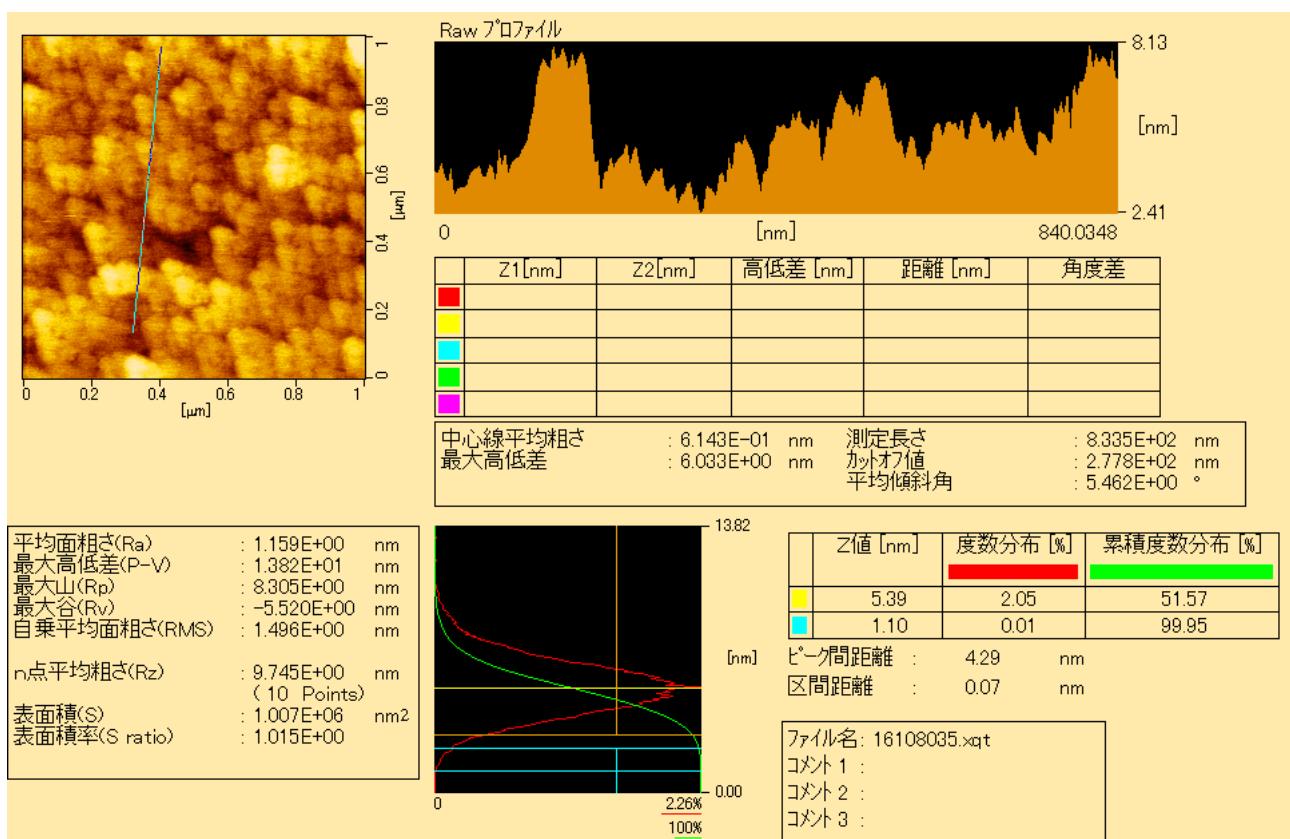 Raw プロファイル
8.13
[nm]
2.41
0 [nm] 840.0348
1
0.8
0.6
[μm]
0.4
0.2
0
0 0.2 0.4 0.6 0.8 1
[μm]
Z1[nm] Z2[nm] 高低差 [nm] 距離 [nm] 角度差
中心線平均粗さ : 6.143E-01 nm 測定長さ : 8.335E+02 nm
最大高低差 : 6.033E+00 nm カットオフ値 : 2.778E+02 nm
平均傾斜角 : 5.462E+00 °
平均面粗さ(Ra) : 1.159E+00 nm
最大高低差(P-V) : 1.382E+01 nm
最大山(Rp) : 8.305E+00 nm
最大谷(Rv) : -5.520E+00 nm
自乗平均面粗さ(RMS) : 1.496E+00 nm
n点平均粗さ(Rz) : 9.745E+00 nm
( 10 Points)
表面積(S) : 1.007E+06 nm2
表面積率(S ratio) : 1.015E+00
13.82
[nm]
0.00
0 2.26%
100%
Z値 [nm] 度数分布 [%] 累積度数分布 [%]
5.39 2.05 51.57
1.10 0.01 99.95
ピーク間距離 : 4.29 nm
区間距離 : 0.07 nm
ファイル名 : 16108035.xqt
コメント 1 :
コメント 2 :
コメント 3 :